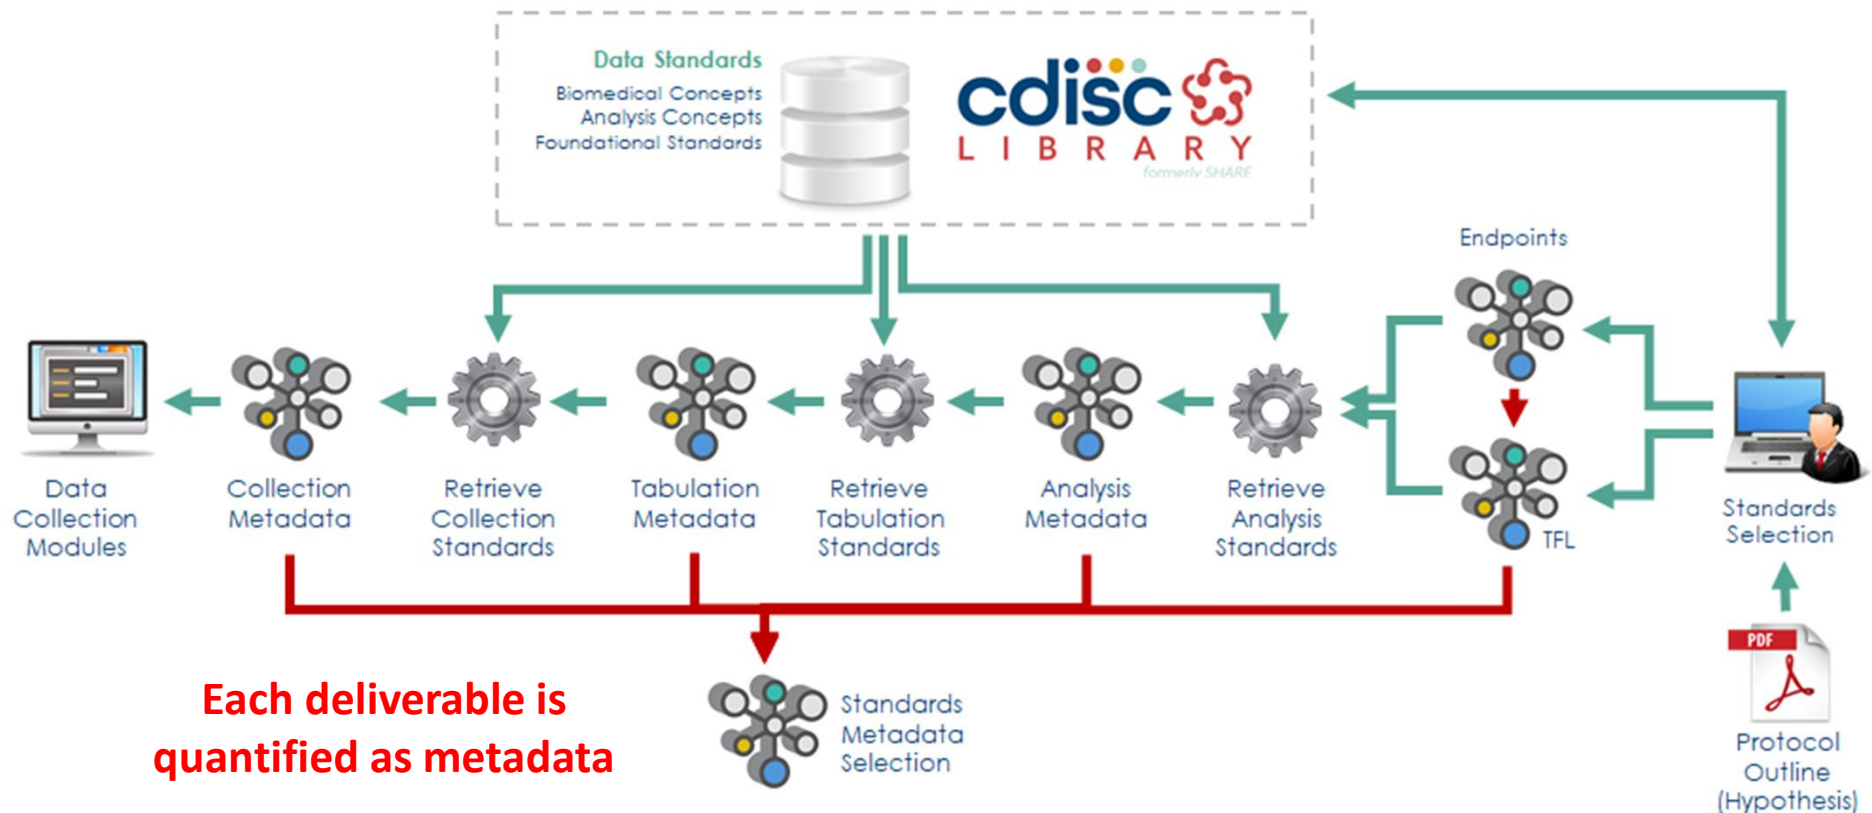 Data Standards
Biomedical Concepts
Analysis Concepts
Foundational Standards
cdisc
LIBRARY
formerly SHARE
Endpoints
TFL
Data
Collection
Modules
Collection
Metadata
Retrieve
Collection
Standards
Tabulation
Metadata
Retrieve
Tabulation
Standards
Analysis
Metadata
Retrieve
Analysis
Standards
Standards
Selection
Each deliverable is
quantified as metadata
Standards
Metadata
Selection
PDF
Protocol
Outline
(Hypothesis)